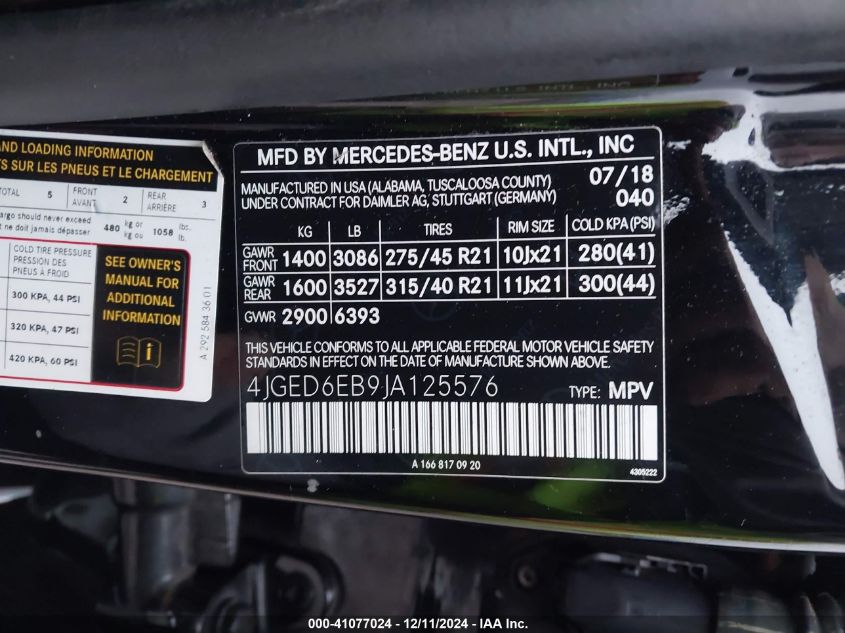 AND LOADING INFORMATION
TS SUR LES PNEUS ET LE CHARGEMENT
TOTAL 5 FRONT AVANT 2 REAR ARRIÈRE 3
cargo should never exceed
ne doit jamais dépasser 480 kg or kg ou 1058 lbs. lb.
COLD TIRE PRESSURE
PRESSION DES
PNEUS À FROID
300 KPA, 44 PSI
320 KPA, 47 PSI
420 KPA, 60 PSI
SEE OWNER'S
MANUAL FOR
ADDITIONAL
INFORMATION
i
A 292 584 36 01
MFD BY MERCEDES-BENZ U.S. INTL., INC
MANUFACTURED IN USA (ALABAMA, TUSCALOOSA COUNTY) 07/18
UNDER CONTRACT FOR DAIMLER AG, STUTTGART (GERMANY) 040
KG LB TIRES RIM SIZE COLD KPA (PSI)
GAWR FRONT 1400 3086 275/45 R21 10Jx21 280(41)
GAWR REAR 1600 3527 315/40 R21 11Jx21 300(44)
GVWR 2900 6393
THIS VEHICLE CONFORMS TO ALL APPLICABLE FEDERAL MOTOR VEHICLE SAFETY
STANDARDS IN EFFECT ON THE DATE OF MANUFACTURE SHOWN ABOVE.
4JGED6EB9JA125576 TYPE: MPV
A 166 817 09 20
4305222
000-41077024 - 12/11/2024 - IAA Inc.